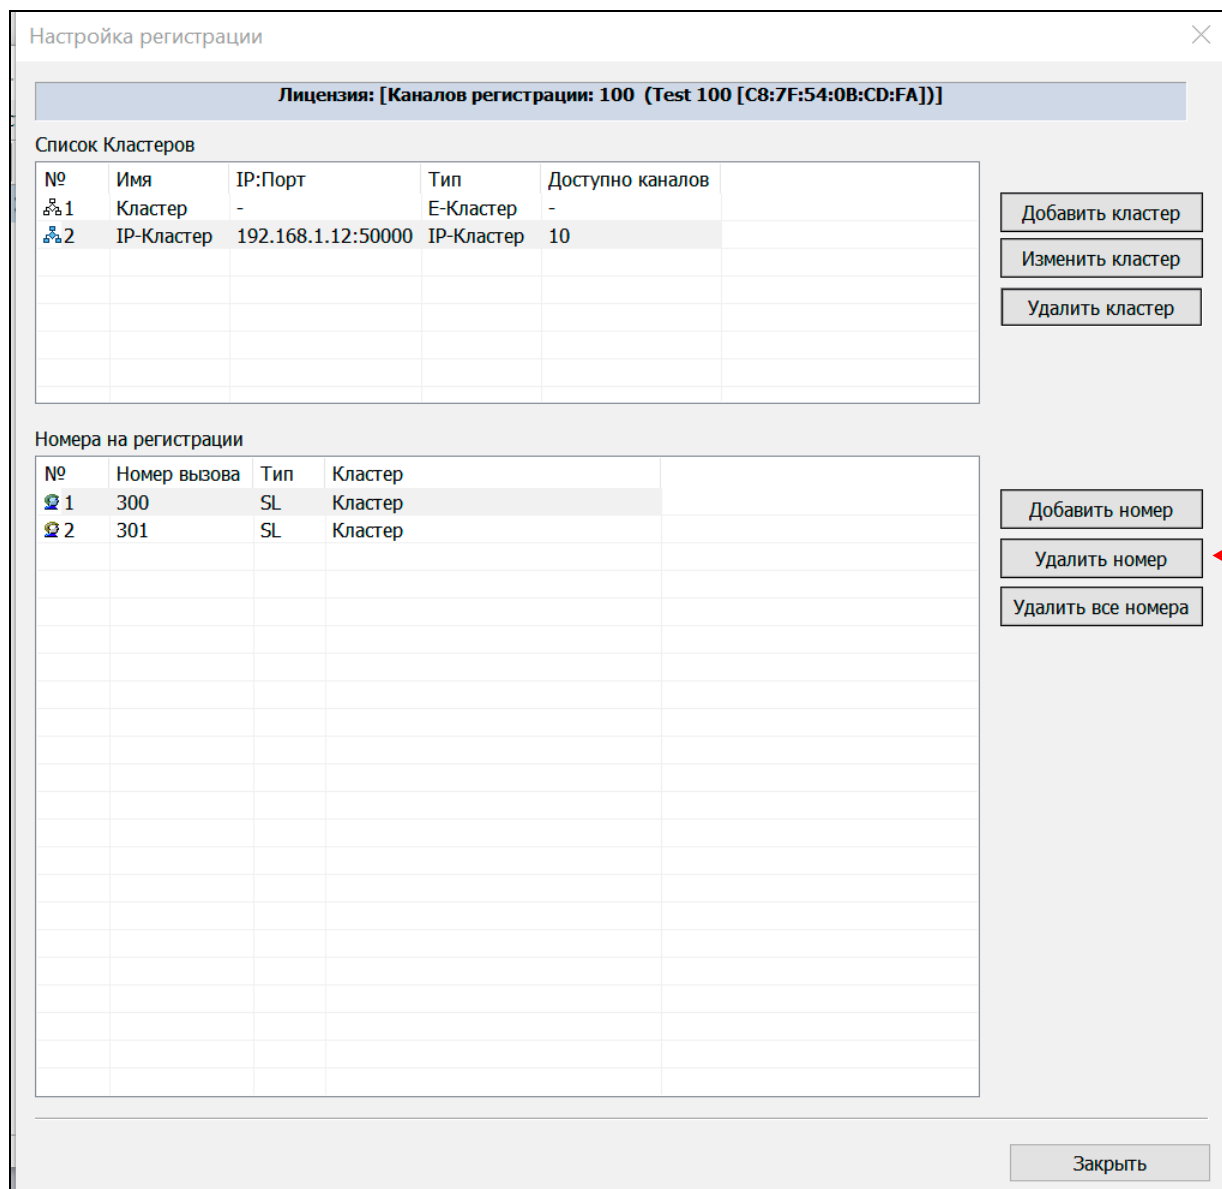 Настройка регистрации
Лицензия: [Каналов регистрации: 100 (Test 100 [C8:7F:54:0B:CD:FA])]
Список Кластеров
№ Имя IP:Порт Тип Доступно каналов
1 Кластер - Е-Кластер -
2 IP-Кластер 192.168.1.12:50000 IP-Кластер 10
Добавить кластер
Изменить кластер
Удалить кластер
Номера на регистрации
№ Номер вызова Тип Кластер
1 300 SL Кластер
2 301 SL Кластер
Добавить номер
Удалить номер
Удалить все номера
Закрыть